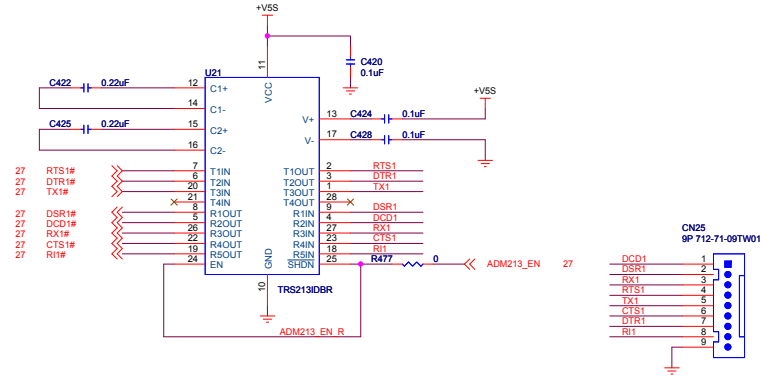 +V5S
C420
0.1uF
U21
11
VCC
C422 0.22uF 12 C1+
14 C1-
C425 0.22uF 15 C2+
16 C2-
V+ 13 C424 0.1uF +V5S
V- 17 C428 0.1uF
27 RTS1# 7 T1IN T1OUT 2 RTS1
27 DTR1# 6 T2IN T2OUT 3 DTR1
27 TX1# 20 T3IN T3OUT 1 TX1
21 T4IN T4OUT 28
27 DSR1# 8 R1OUT R1IN 9 DSR1
27 DCD1# 5 R2OUT R2IN 4 DCD1
27 RX1# 26 R3OUT R3IN 27 RX1
27 CTS1# 22 R4OUT R4IN 23 CTS1
27 RI1# 19 R5OUT R5IN 18 RI1
24 EN SHDN 25 R477 0 ADM213_EN 27
GND
10
TRS213IDBR
ADM213_EN_R
CN25
9P 712-71-09TW01
DCD1 1
DSR1 2
RX1 3
RTS1 4
TX1 5
CTS1 6
DTR1 7
RI1 8
9